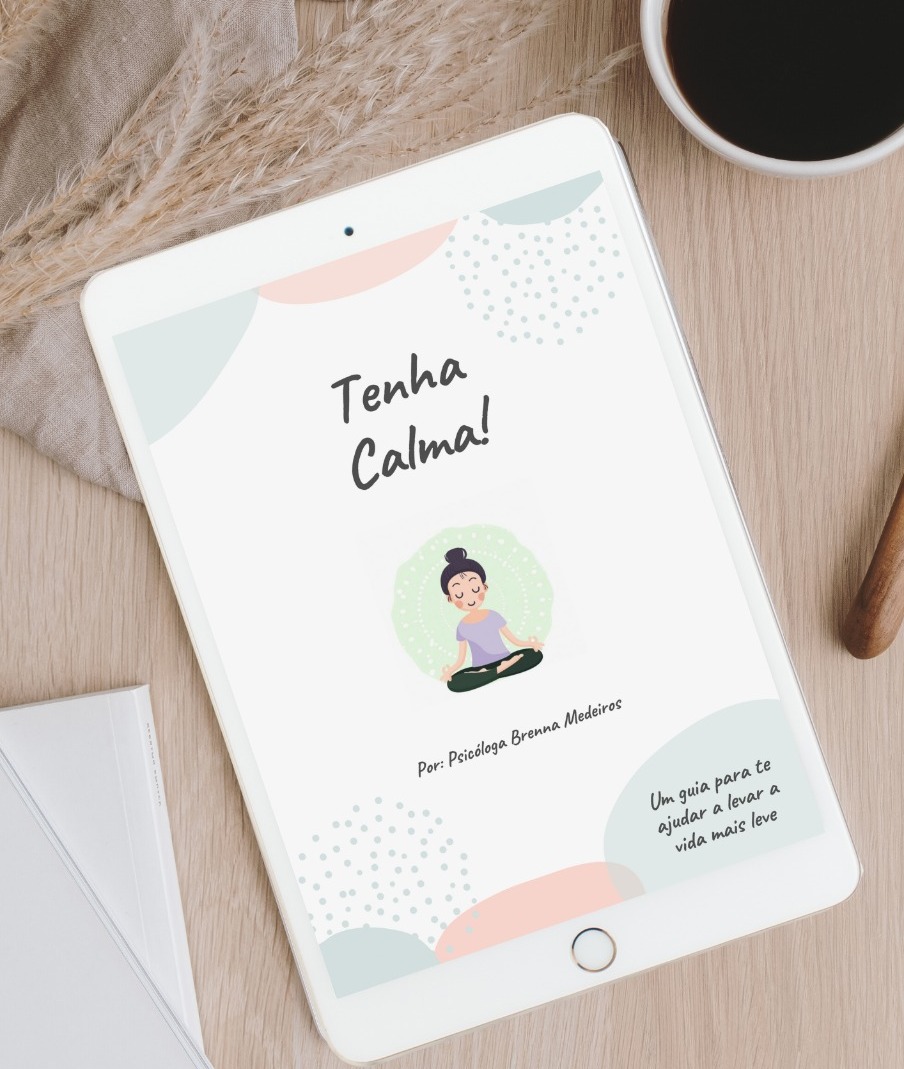 Tenha
Calma!
Por: Psicóloga Brenna Medeiros
Um guia para te
ajudar a levar a
vida mais leve